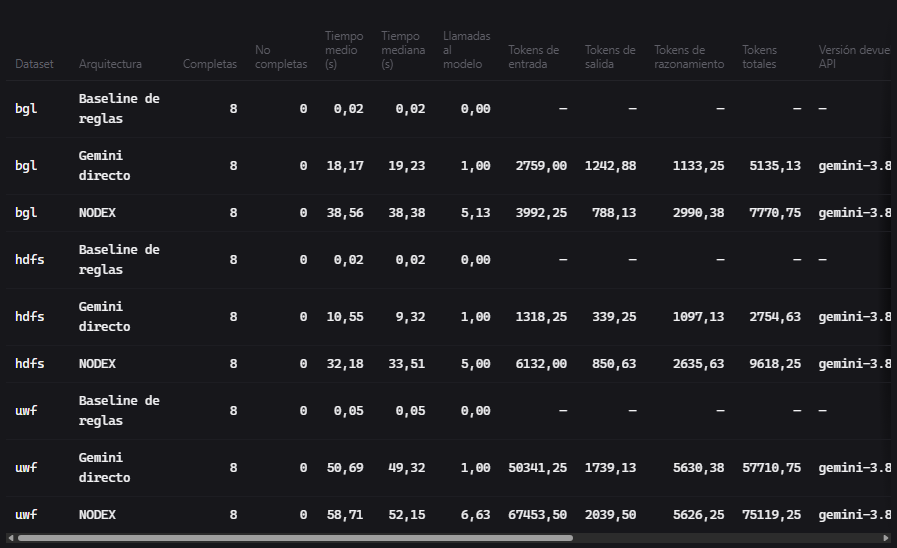 Dataset Arquitectura Completas No completas Tiempo medio (s) Tiempo mediana (s) Llamadas al modelo Tokens de entrada Tokens de salida Tokens de razonamiento Tokens totales Versión devue API
bgl Baseline de reglas 8 0 0,02 0,02 0,00 — — — — —
bgl Gemini directo 8 0 18,17 19,23 1,00 2759,00 1242,88 1133,25 5135,13 gemini-3.8
bgl NODEX 8 0 38,56 38,38 5,13 3992,25 788,13 2990,38 7770,75 gemini-3.8
hdfs Baseline de reglas 8 0 0,02 0,02 0,00 — — — — —
hdfs Gemini directo 8 0 10,55 9,32 1,00 1318,25 339,25 1097,13 2754,63 gemini-3.8
hdfs NODEX 8 0 32,18 33,51 5,00 6132,00 850,63 2635,63 9618,25 gemini-3.8
uwf Baseline de reglas 8 0 0,05 0,05 0,00 — — — — —
uwf Gemini directo 8 0 50,69 49,32 1,00 50341,25 1739,13 5630,38 57710,75 gemini-3.8
uwf NODEX 8 0 58,71 52,15 6,63 67453,50 2039,50 5626,25 75119,25 gemini-3.8